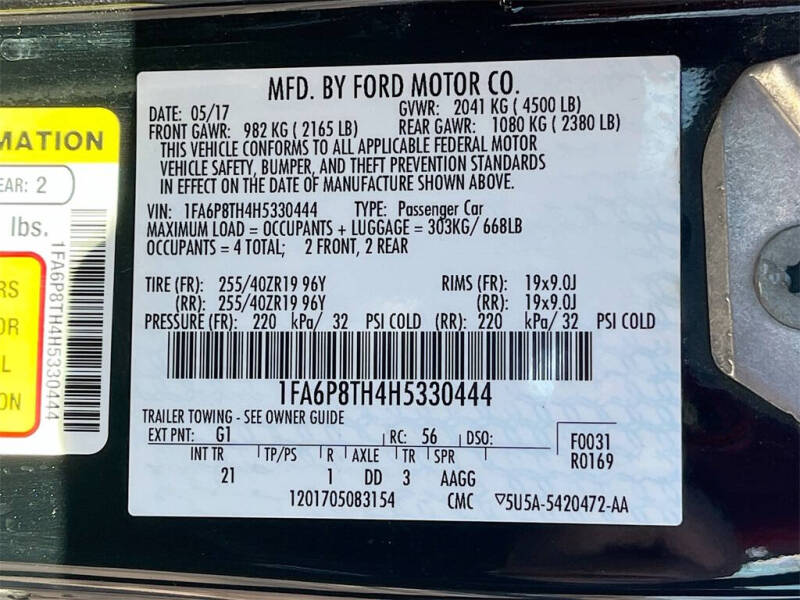 MFD. BY FORD MOTOR CO.
DATE: 05/17 GVWR: 2041 KG ( 4500 LB)
FRONT GAWR: 982 KG ( 2165 LB) REAR GAWR: 1080 KG ( 2380 LB)
THIS VEHICLE CONFORMS TO ALL APPLICABLE FEDERAL MOTOR
VEHICLE SAFETY, BUMPER, AND THEFT PREVENTION STANDARDS
IN EFFECT ON THE DATE OF MANUFACTURE SHOWN ABOVE.
VIN: 1FA6P8TH4H5330444 TYPE: Passenger Car
MAXIMUM LOAD = OCCUPANTS + LUGGAGE = 303KG/ 668LB
OCCUPANTS = 4 TOTAL; 2 FRONT, 2 REAR
TIRE (FR): 255/40ZR19 96Y RIMS (FR): 19x9.0J
(RR): 255/40ZR19 96Y (RR): 19x9.0J
PRESSURE (FR): 220 kPa/ 32 PSI COLD (RR): 220 kPa/ 32 PSI COLD
1FA6P8TH4H5330444
TRAILER TOWING - SEE OWNER GUIDE
EXT PNT: G1 RC: 56 DSO: F0031
INT TR TP/PS R AXLE TR SPR R0169
21 1 DD 3 AAGG
1201705083154 CMC ▽5U5A-5420472-AA
MATION
EAR: 2
lbs.
RS
OR
L
ON
1FA6P8TH4H5330444